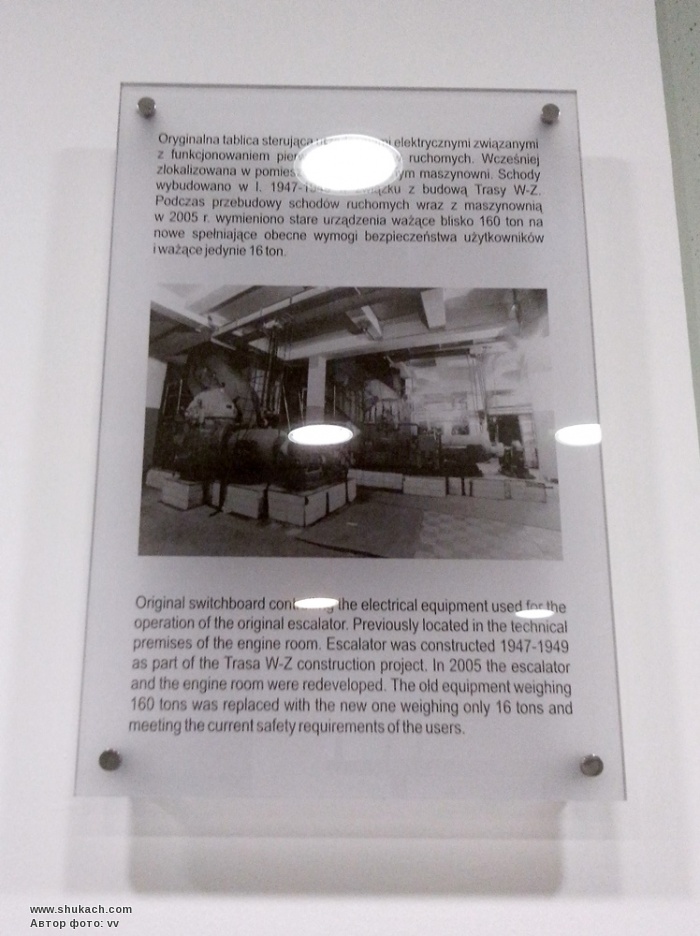 Oryginalna tablica sterująca elektrycznymi związanymi
z funkcjonowaniem ruchomych. Wcześniej
zlokalizowana w maszynowni. Schody
wybudowano w l. z budową Trasy W-Z.
Podczas przebudowy schodów ruchomych wraz z maszynownią
w 2005 r. wymieniono stare urządzenia ważące blisko 160 ton na
nowe spełniające obecne wymogi bezpieczeństwa użytkowników
i ważące jedynie 16 ton.
Original switchboard the electrical equipment used for the
operation of the original escalator. Previously located in the technical
premises of the engine room. Escalator was constructed 1947-1949
as part of the Trasa W-Z construction project. In 2005 the escalator
and the engine room were redeveloped. The old equipment weighing
160 tons was replaced with the new one weighing only 16 tons and
meeting the current safety requirements of the users.
www.shukach.com
Автор фото: vv